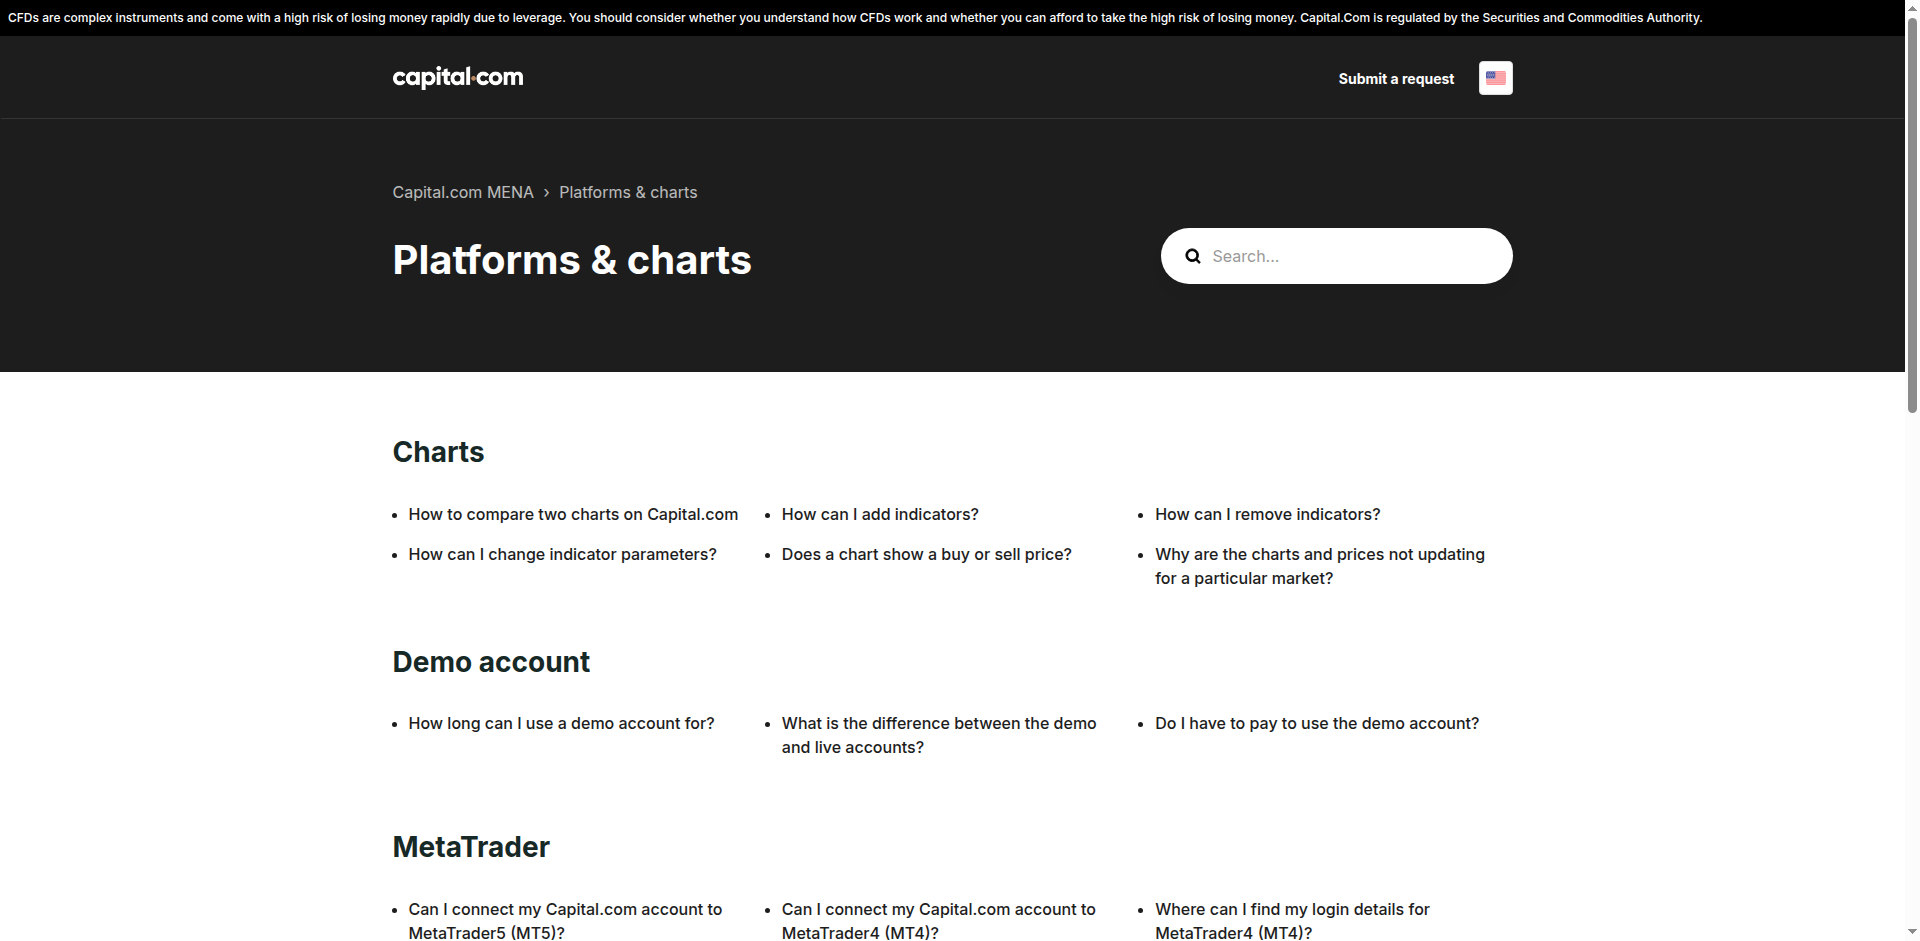 CFDs are complex instruments and come with a high risk of losing money rapidly due to leverage. You should consider whether you understand how CFDs work and whether you can afford to take the high risk of losing money. Capital.Com is regulated by the Securities and Commodities Authority.
capital.com
Submit a request
Capital.com MENA › Platforms & charts
Platforms & charts
Search...
Charts
• How to compare two charts on Capital.com
• How can I add indicators?
• How can I remove indicators?
• How can I change indicator parameters?
• Does a chart show a buy or sell price?
• Why are the charts and prices not updating
for a particular market?
Demo account
• How long can I use a demo account for?
• What is the difference between the demo
and live accounts?
• Do I have to pay to use the demo account?
MetaTrader
• Can I connect my Capital.com account to
MetaTrader5 (MT5)?
• Can I connect my Capital.com account to
MetaTrader4 (MT4)?
• Where can I find my login details for
MetaTrader4 (MT4)?